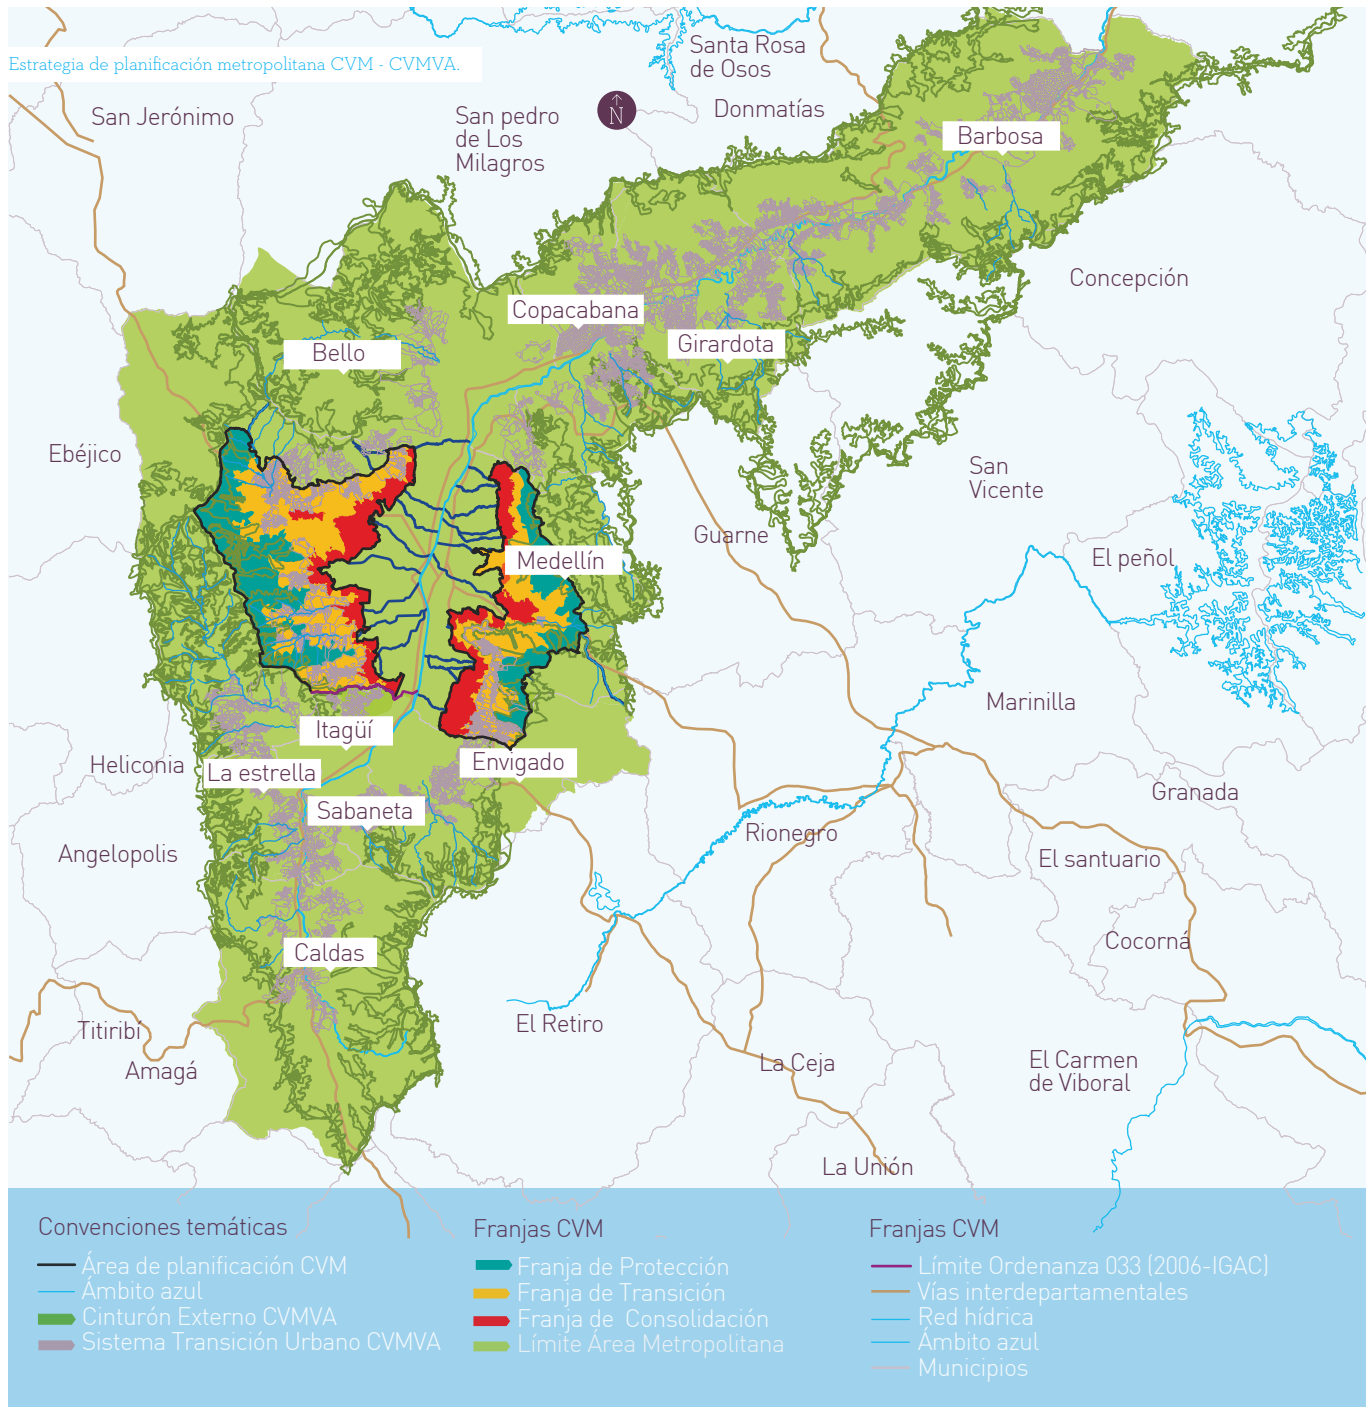 Estrategia de planificación metropolitana CVM - CVMVA.
Santa Rosa
de Osos
San Jerónimo
San pedro
de Los
Milagros
N
Donmatías
Barbosa
Concepción
Copacabana
Girardota
Bello
Ebéjico
San
Vicente
Guarne
El peñol
Medellín
Marinilla
Itagüí
Envigado
Heliconia
La estrella
Granada
Sabaneta
Rionegro
Angelopolis
El santuario
Cocorná
Caldas
El Retiro
Titiribí
Amagá
La Ceja
El Carmen
de Viboral
La Unión
Convenciones temáticas
Área de planificación CVM
Ámbito azul
Cinturón Externo CVMVA
Sistema Transición Urbano CVMVA
Franjas CVM
Franja de Protección
Franja de Transición
Franja de Consolidación
Límite Área Metropolitana
Franjas CVM
Límite Ordenanza 033 (2006-IGAC)
Vías interdepartamentales
Red hídrica
Ámbito azul
Municipios